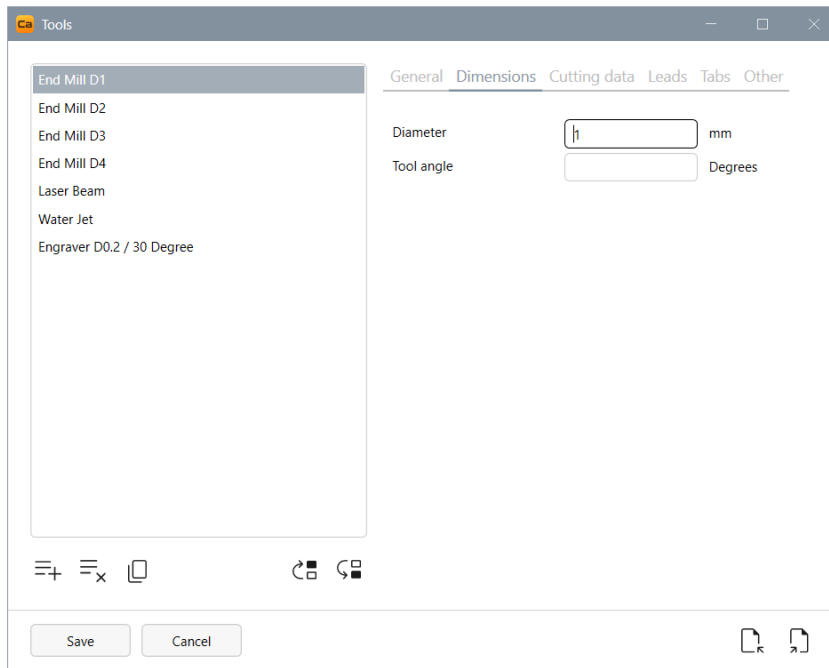 Ca Tools
End Mill D1
End Mill D2
End Mill D3
End Mill D4
Laser Beam
Water Jet
Engraver D0.2 / 30 Degree
General Dimensions Cutting data Leads Tabs Other
Diameter 1 mm
Tool angle Degrees
Save Cancel